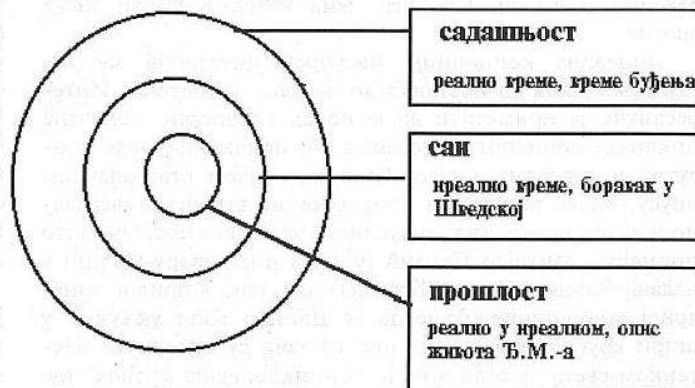 садашњост
реално време, време буђења
сан
иреално време, боравак у
Шведској
прошлост
реално у иреалном, опис
живота Ђ.М.-а